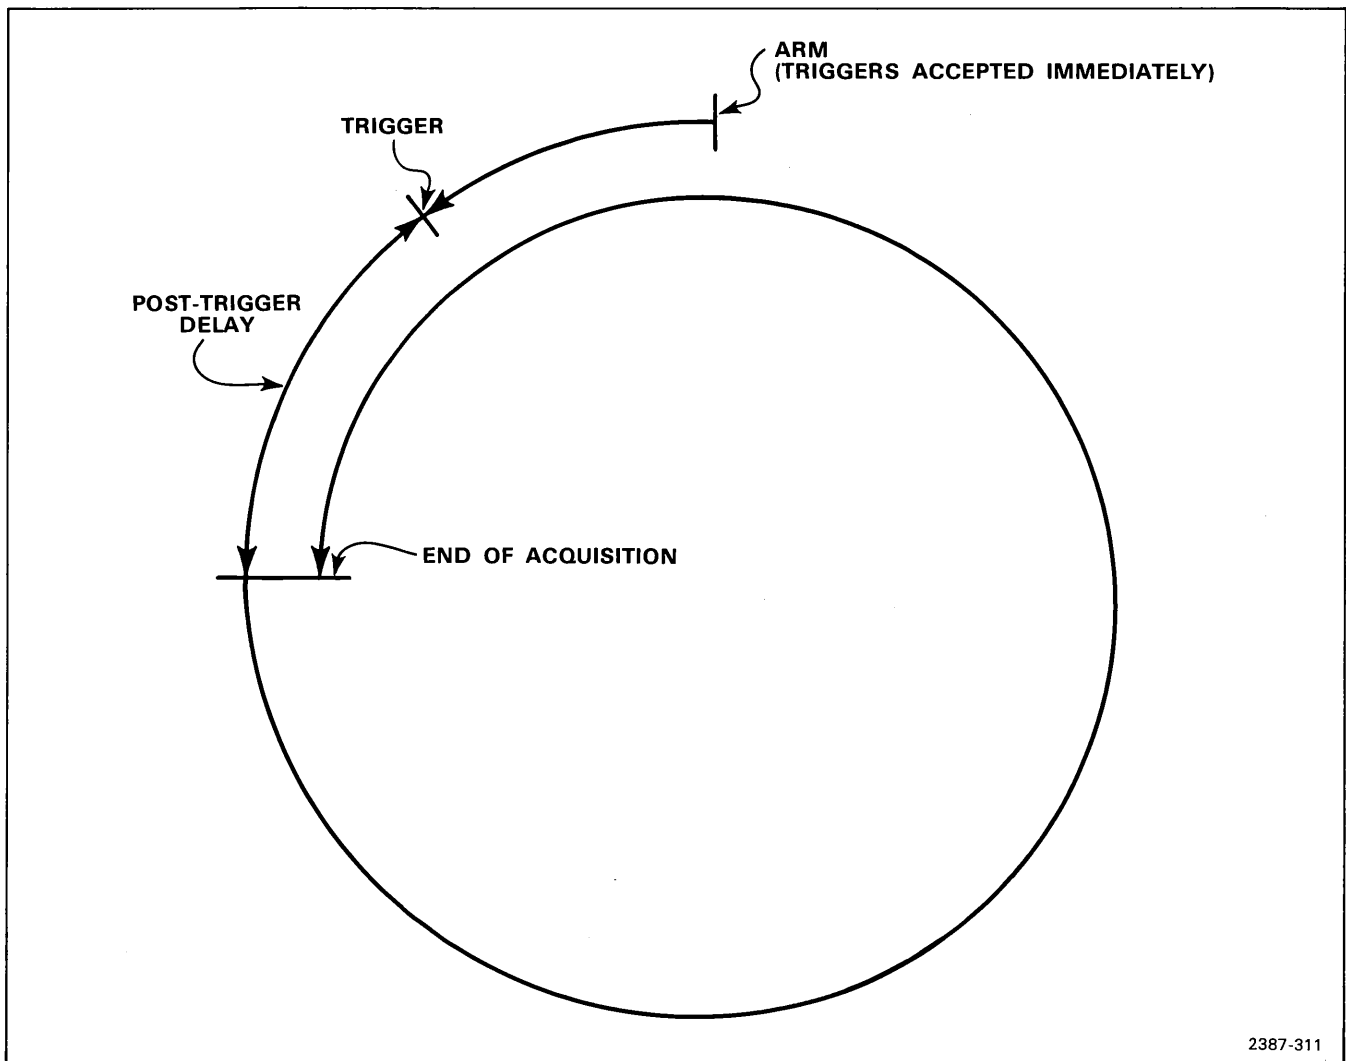 ARM
(TRIGGERS ACCEPTED IMMEDIATELY)
TRIGGER
POST-TRIGGER
DELAY
END OF ACQUISITION
2387-311